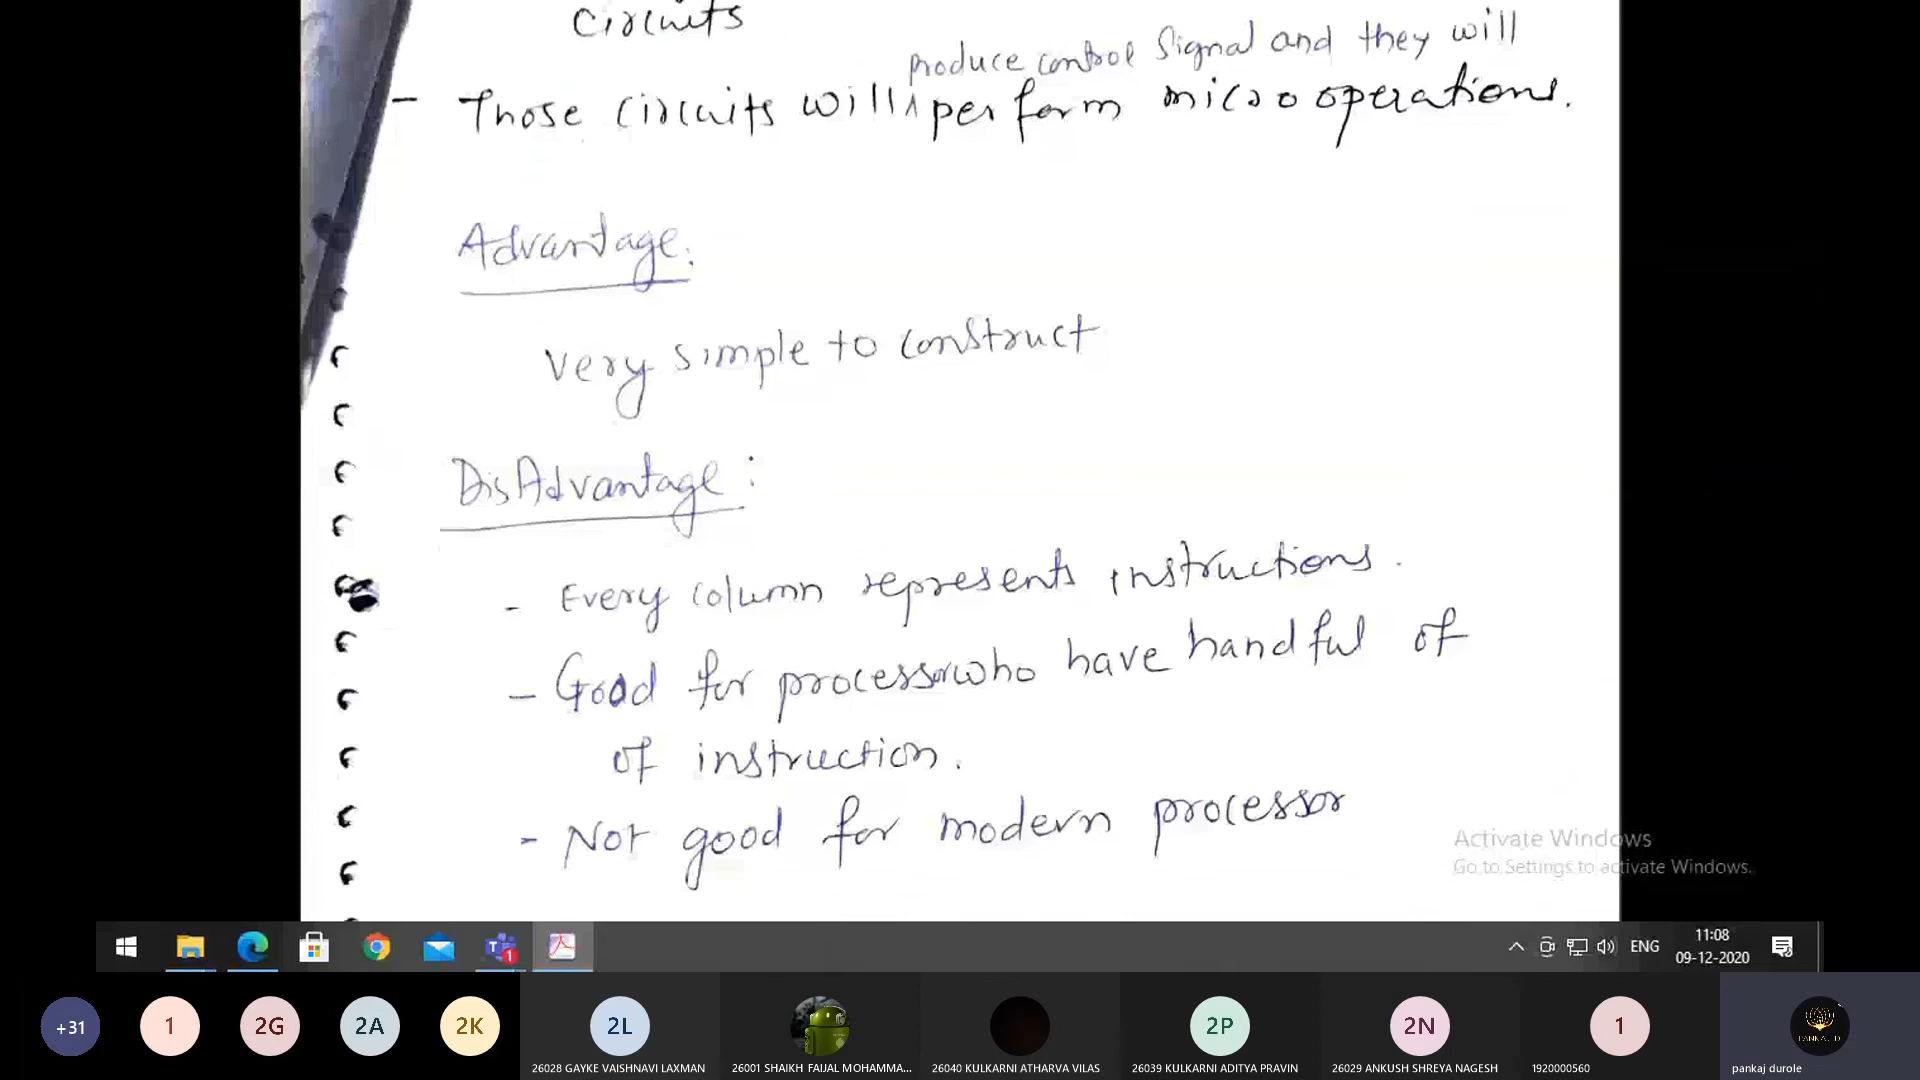 Circuits
produce control Signal and they will
- Those circuits will ∧ perform micro operations.
Advantage:
Very simple to construct
DisAdvantage:
- Every column represents instructions.
- Good for processor who have handful of
of instruction.
- Not good for modern processor
Activate Windows
Go to Settings to activate Windows.
1
ENG
11:08
09-12-2020
+31
1
2G
2A
2K
2L
2P
2N
1
PANKAJ D
26028 GAYKE VAISHNAVI LAXMAN
26001 SHAIKH FAIJAL MOHAMMA...
26040 KULKARNI ATHARVA VILAS
26039 KULKARNI ADITYA PRAVIN
26029 ANKUSH SHREYA NAGESH
1920000560
pankaj durole